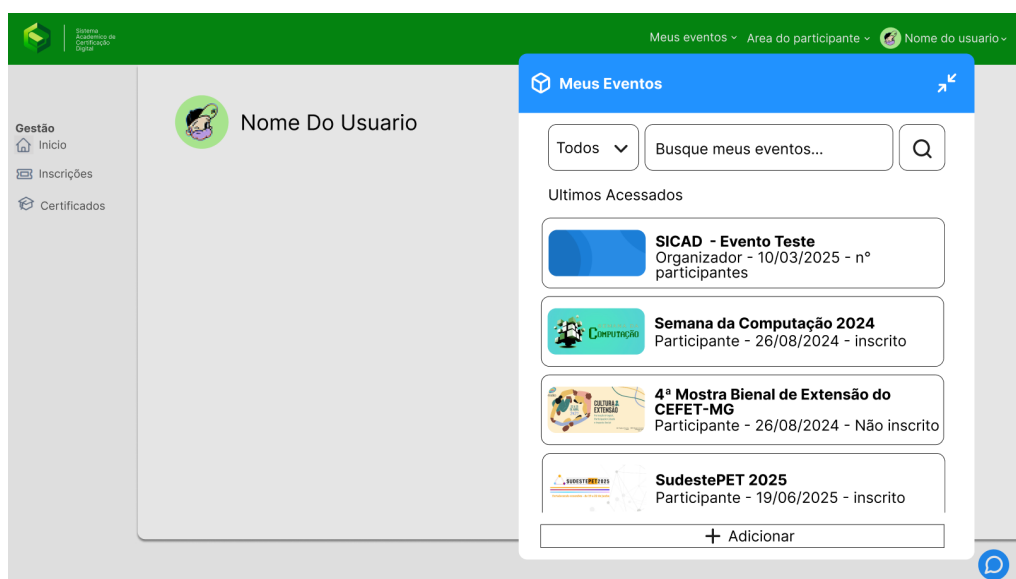 Sistema
Academico de
Certificação
Digital
Meus eventos
Area do participante
Nome do usuario
Meus Eventos
Gestão
Inicio
Inscrições
Certificados
Nome Do Usuario
Todos
Busque meus eventos...
Ultimos Acessados
SICAD - Evento Teste
Organizador - 10/03/2025 - n°
participantes
Computação
Semana da Computação 2024
Participante - 26/08/2024 - inscrito
CULTURA &
EXTENSÃO
4ª Mostra Bienal de Extensão do
CEFET-MG
Participante - 26/08/2024 - Não inscrito
SUDESTEPET2025
SudestePET 2025
Participante - 19/06/2025 - inscrito
+ Adicionar